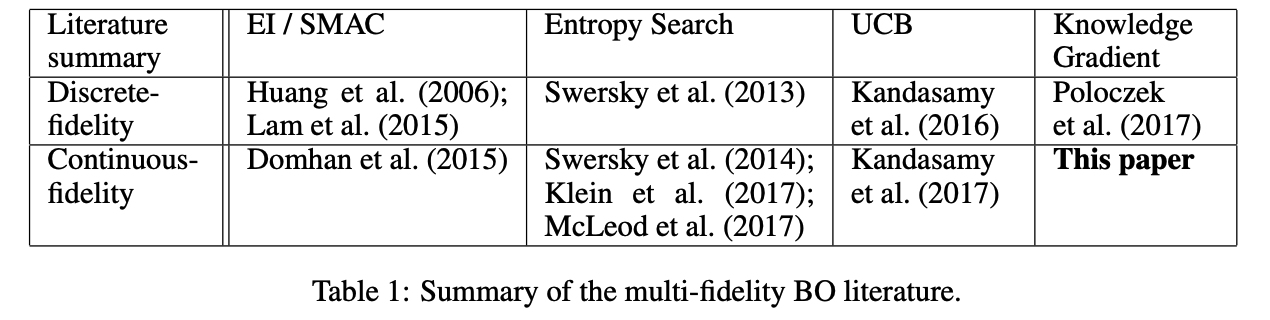 Literature summary | EI / SMAC | Entropy Search | UCB | Knowledge Gradient
Discrete-fidelity | Huang et al. (2006); Lam et al. (2015) | Swersky et al. (2013) | Kandasamy et al. (2016) | Poloczek et al. (2017)
Continuous-fidelity | Domhan et al. (2015) | Swersky et al. (2014); Klein et al. (2017); McLeod et al. (2017) | Kandasamy et al. (2017) | This paper
Table 1: Summary of the multi-fidelity BO literature.